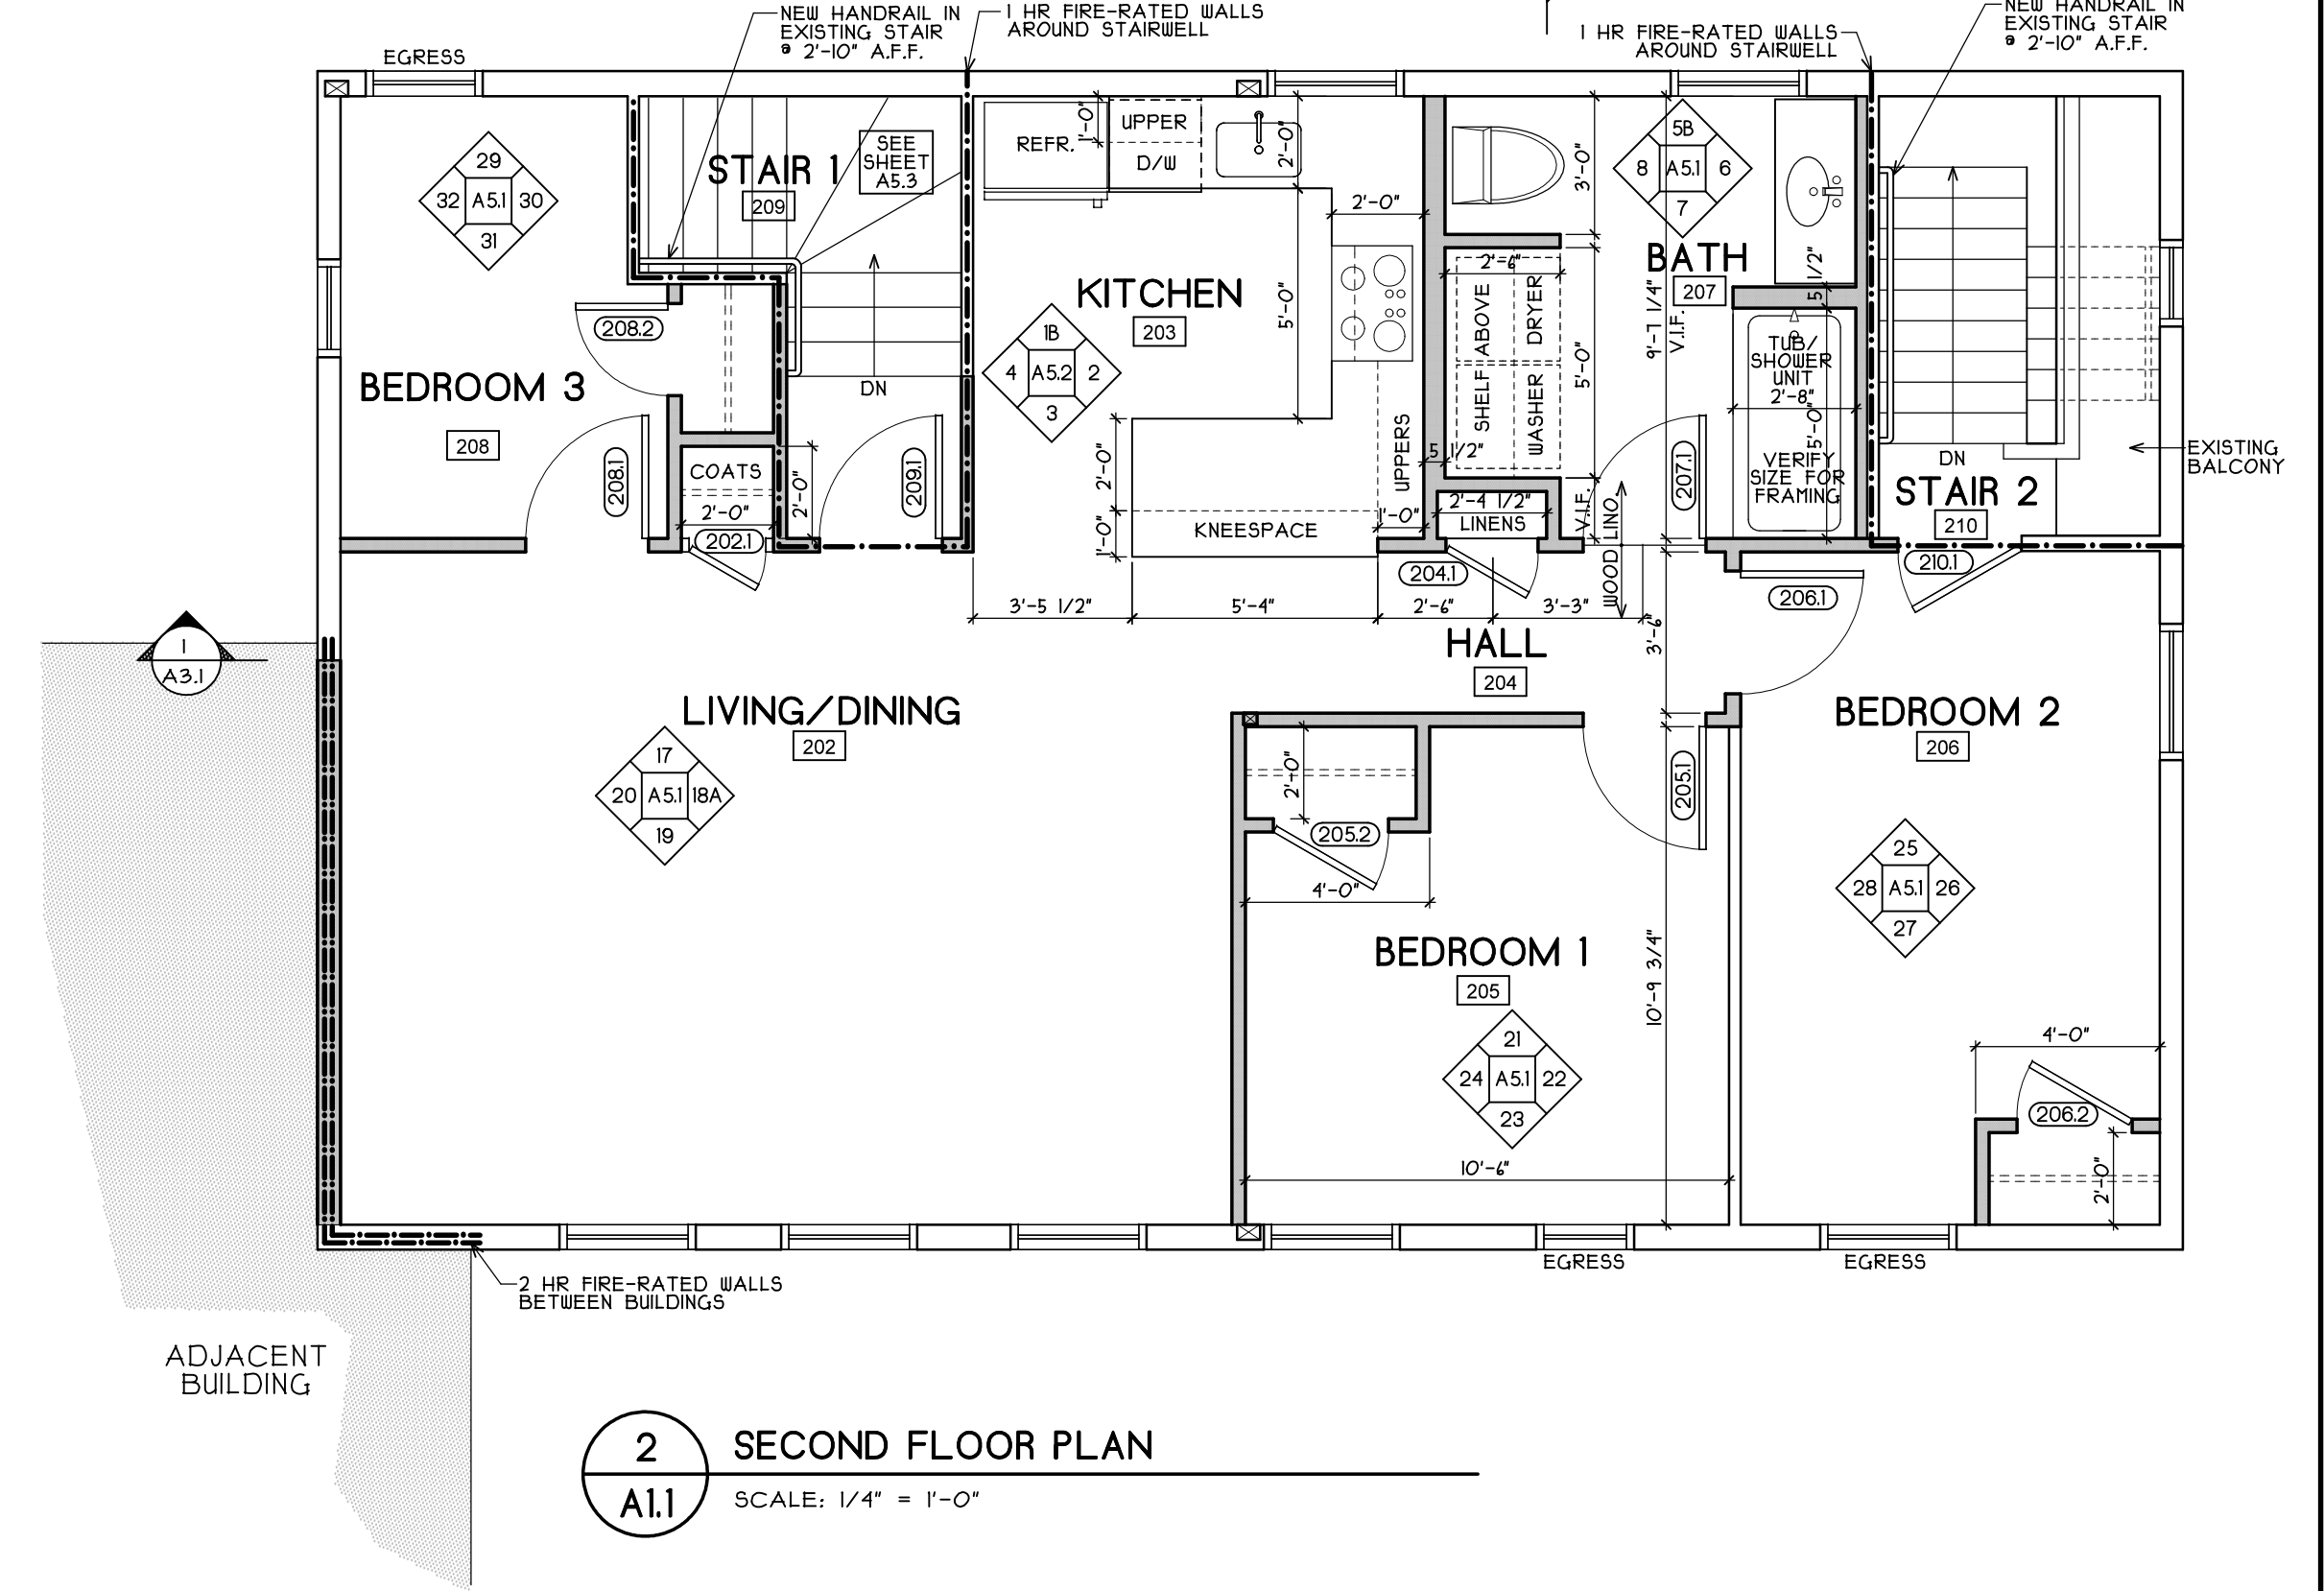 NEW HANDRAIL IN
EXISTING STAIR
@ 2'-10" A.F.F.
1 HR FIRE-RATED WALLS
AROUND STAIRWELL
1 HR FIRE-RATED WALLS
AROUND STAIRWELL
NEW HANDRAIL IN
EXISTING STAIR
@ 2'-10" A.F.F.
EGRESS
29
32 A5.1 30
31
STAIR 1
209
SEE
SHEET
A5.3
REFR.
1'-0"
UPPER
D/W
2'-0"
2'-0"
3'-0"
5B
8 A5.1 6
7
BATH
207
5 1/2"
2'-6"
KITCHEN
203
1B
4 A5.2 2
3
5'-0"
SHELF ABOVE
WASHER DRYER
5'-0"
9'-7 1/4"
V.I.F.
TUB/
SHOWER
UNIT
2'-8"
5'-0"
VERIFY
SIZE FOR
FRAMING
208.2
BEDROOM 3
208
DN
208.1
COATS
2'-0"
2'-0"
202.1
209.1
2'-0"
1'-0"
KNEESPACE
UPPERS
1'-0"
5 1/2"
2'-4 1/2"
LINENS
V.I.F.
WOOD LINO.
207.1
DN
STAIR 2
210
EXISTING
BALCONY
204.1
206.1
210.1
3'-5 1/2"
5'-4"
2'-6"
3'-3"
3'-6"
HALL
204
1
A3.1
LIVING/DINING
202
17
20 A5.1 18A
19
BEDROOM 2
206
2'-0"
205.2
205.1
4'-0"
25
28 A5.1 26
27
BEDROOM 1
205
10'-9 3/4"
21
24 A5.1 22
23
4'-0"
206.2
2'-0"
10'-6"
EGRESS
EGRESS
2 HR FIRE-RATED WALLS
BETWEEN BUILDINGS
ADJACENT
BUILDING
2
A1.1
SECOND FLOOR PLAN
SCALE: 1/4" = 1'-0"